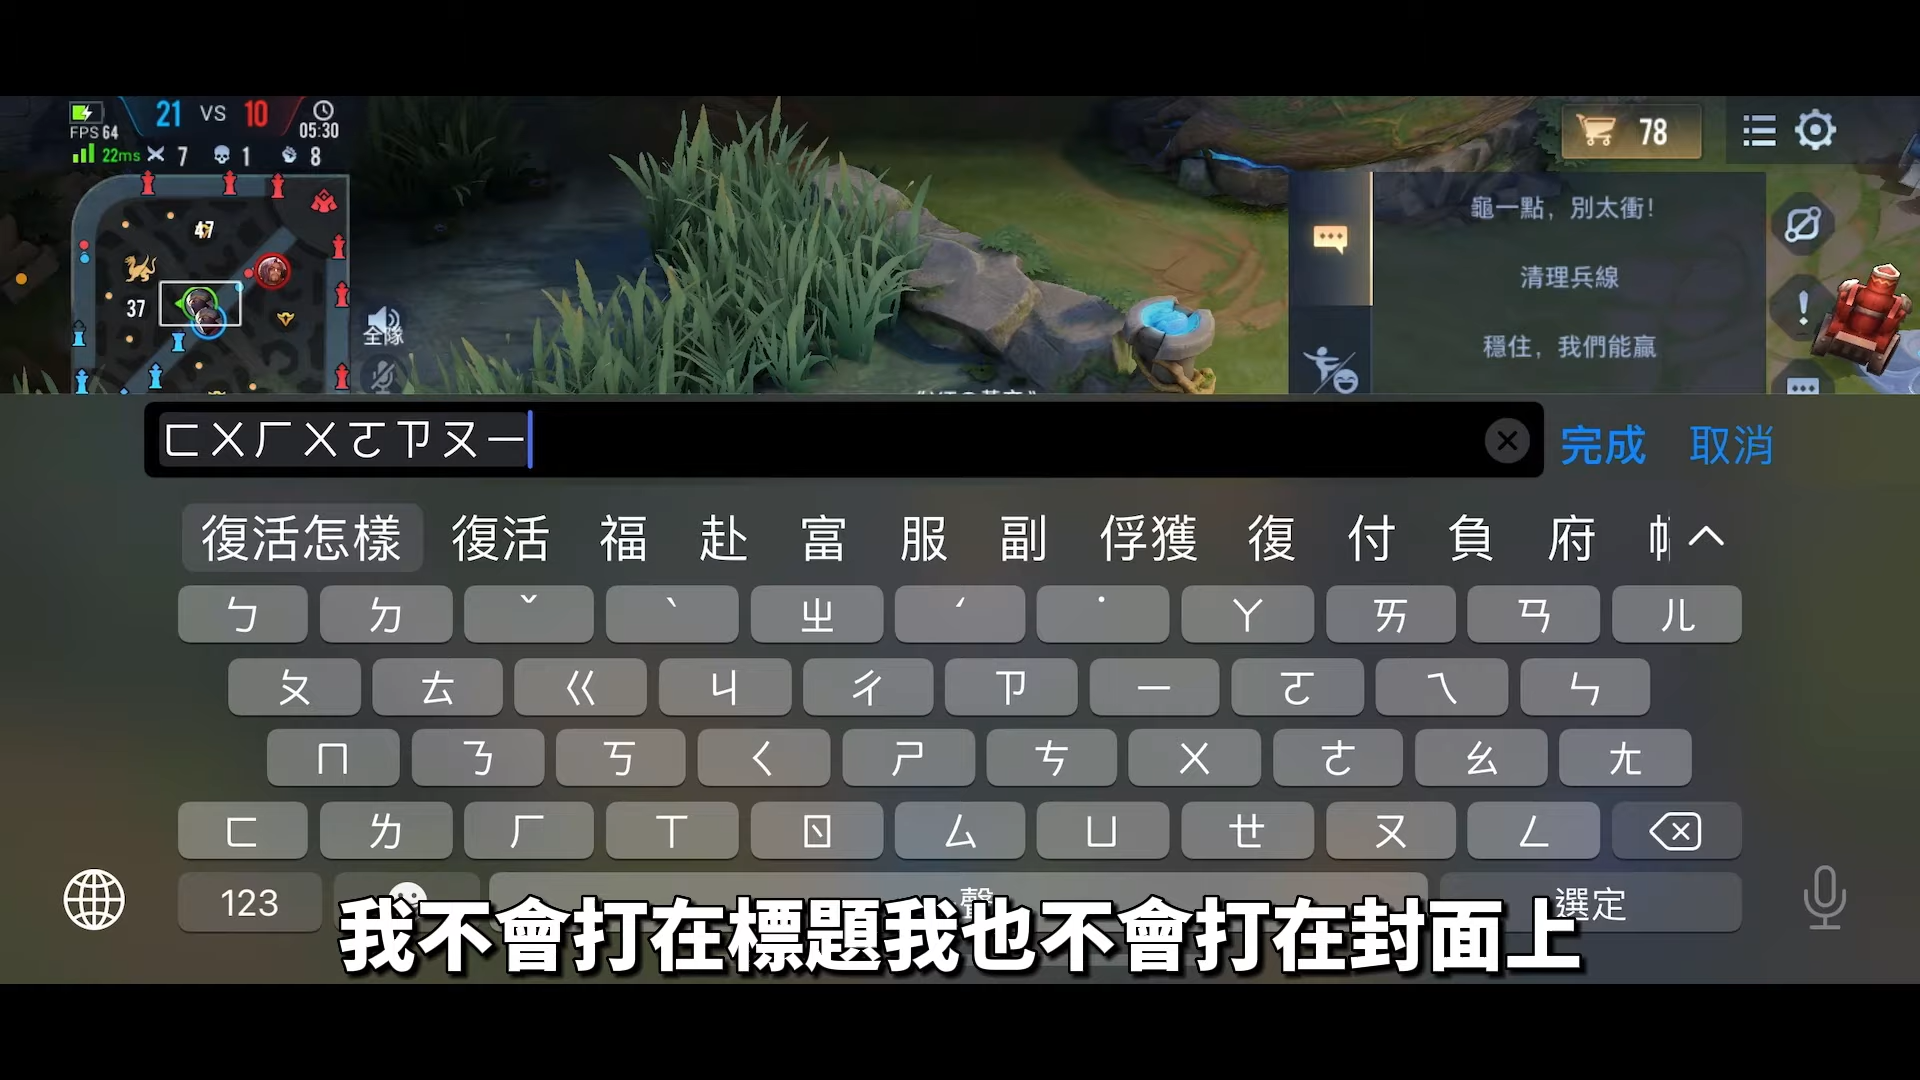 21 VS 10
FPS 64
05:30
22ms 7 1 8
78
47
37
全隊
龜一點，別太衝！
清理兵線
穩住，我們能贏
ㄈㄨㄏㄨㄛㄗㄡㄧ
完成 取消
復活怎樣 復活 福 赴 富 服 副 俘獲 復 付 負 府
ㄅ ㄉ ˇ ˋ ㄓ ˊ ˙ ㄚ ㄞ ㄢ ㄦ
ㄆ ㄊ ㄍ ㄐ ㄔ ㄗ ㄧ ㄛ ㄟ ㄣ
ㄇ ㄋ ㄎ ㄑ ㄕ ㄘ ㄨ ㄜ ㄠ ㄤ
ㄈ ㄌ ㄏ ㄒ ㄖ ㄙ ㄩ ㄝ ㄡ ㄥ
123 選定
我不會打在標題我也不會打在封面上